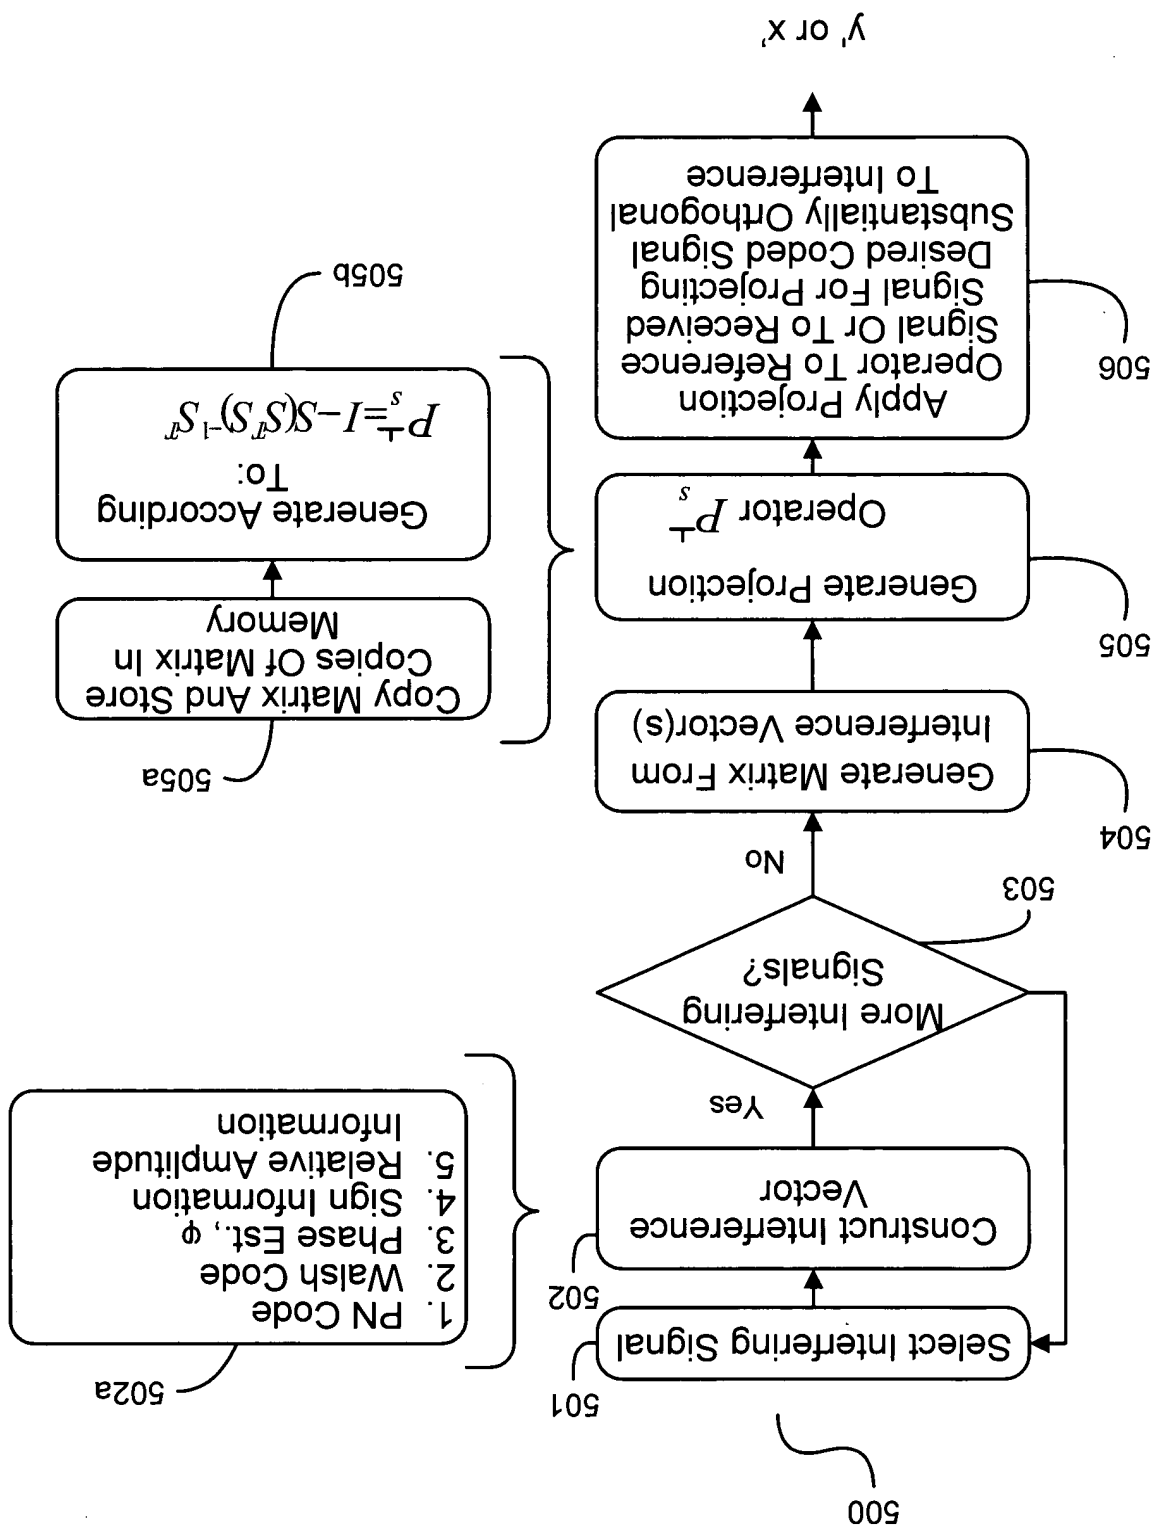 500
501
Select Interfering Signal
502
Construct Interference
Vector
502a
1. PN Code
2. Walsh Code
3. Phase Est., φ
4. Sign Information
5. Relative Amplitude
Information
Yes
More Interfering
Signals?
503
No
504
Generate Matrix From
Interference Vector(s)
505
Generate Projection
Operator P_s^⊥
505a
Copy Matrix And Store
Copies Of Matrix In
Memory
Generate According
To:
P_s^⊥=I−S(S^T S)^-1 S^T
505b
506
Apply Projection
Operator To Reference
Signal Or To Received
Signal For Projecting
Desired Coded Signal
Substantially Orthogonal
To Interference
y' or x'